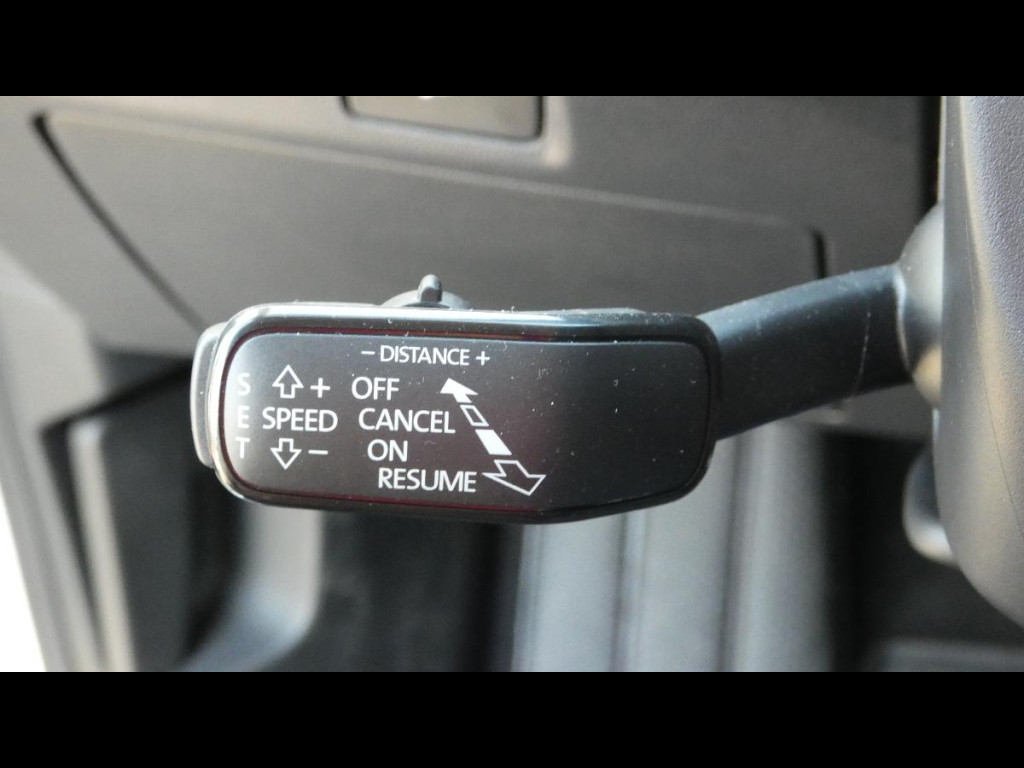 - DISTANCE +
S + OFF
E SPEED CANCEL
T - ON
RESUME